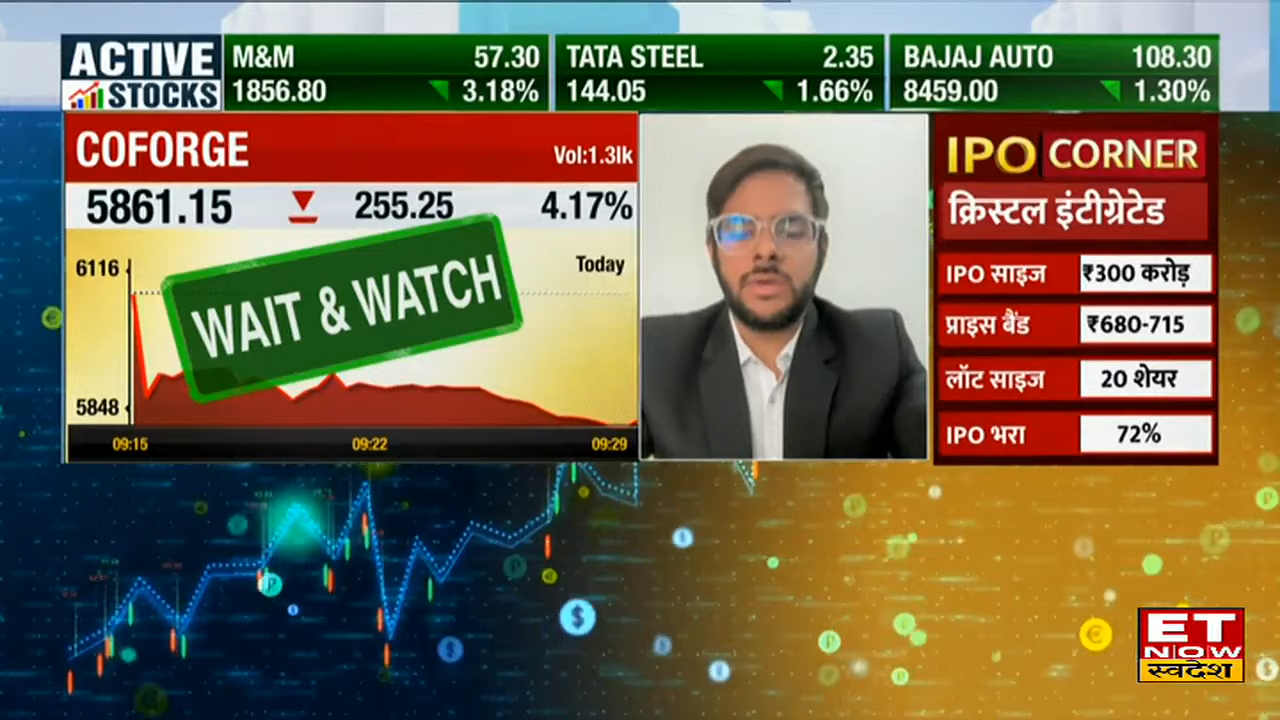 ACTIVE
STOCKS
M&M 57.30
1856.80 3.18%
TATA STEEL 2.35
144.05 1.66%
BAJAJ AUTO 108.30
8459.00 1.30%
COFORGE Vol:1.3lk
5861.15 255.25 4.17%
6116 Today
WAIT & WATCH
5848
09:15 09:22 09:29
IPO CORNER
क्रिस्टल इंटीग्रेटेड
IPO साइज ₹300 करोड़
प्राइस बैंड ₹680-715
लॉट साइज 20 शेयर
IPO भरा 72%
ET
NOW
स्वदेश